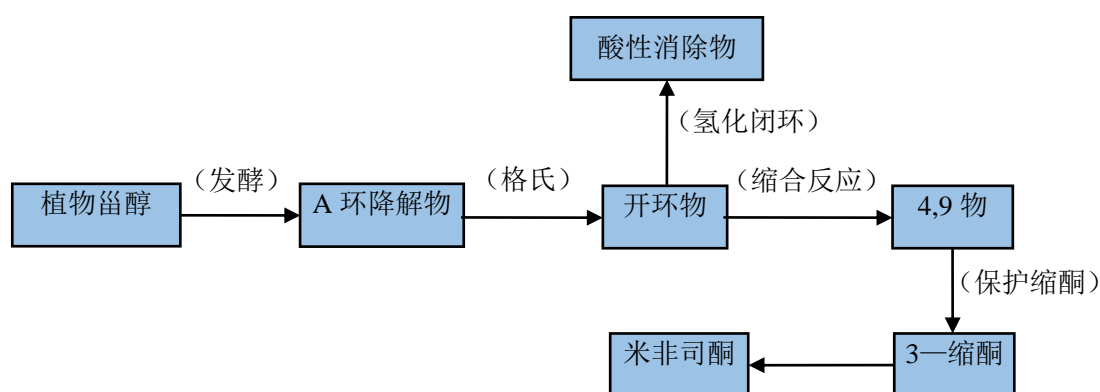 酸性消除物
（氢化闭环）
（发酵）
（格氏）
（缩合反应）
植物甾醇
A 环降解物
开环物
4,9 物
（保护缩酮）
米非司酮
3—缩酮